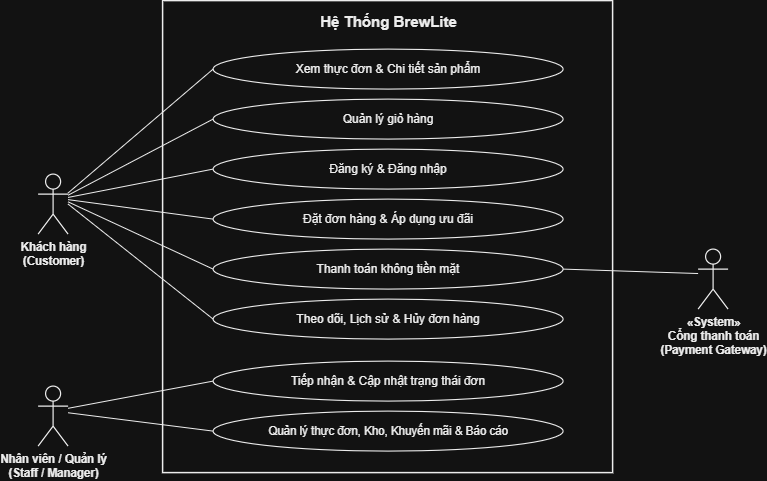 Hệ Thống BrewLite
Xem thực đơn & Chi tiết sản phẩm
Quản lý giỏ hàng
Đăng ký & Đăng nhập
Đặt đơn hàng & Áp dụng ưu đãi
Khách hàng
(Customer)
Thanh toán không tiền mặt
Theo dõi, Lịch sử & Hủy đơn hàng
«System»
Cổng thanh toán
(Payment Gateway)
Tiếp nhận & Cập nhật trạng thái đơn
Quản lý thực đơn, Kho, Khuyến mãi & Báo cáo
Nhân viên / Quản lý
(Staff / Manager)